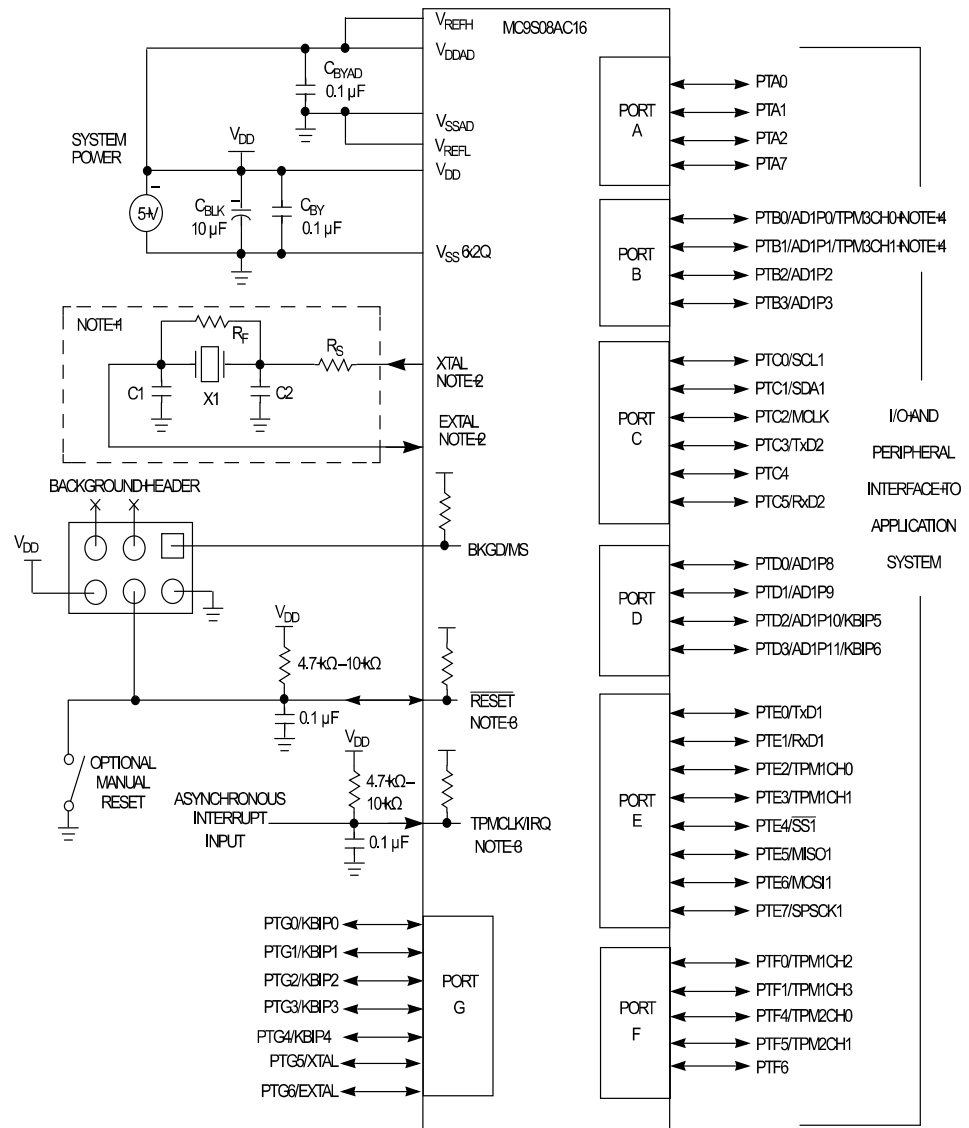 MC9S08AC16
VREFH
VDDAD
CBYAD
0.1 µF
VSSAD
VREFL
VDD
SYSTEM
POWER
VDD
5+V
CBLK
10 µF
CBY
0.1 µF
VSS 6x2Q
NOTE+1
RF
RS
C1
X1
C2
XTAL
NOTE+2
EXTAL
NOTE+2
BACKGROUND+HEADER
VDD
BKGD/MS
VDD
4.7+kΩ–10+kΩ
0.1 µF
RESET
NOTE+3
OPTIONAL
MANUAL
RESET
VDD
4.7+kΩ–
10+kΩ
ASYNCHRONOUS
INTERRUPT
INPUT
0.1 µF
TPMCLK/IRQ
NOTE+3
PTG0/KBIP0
PTG1/KBIP1
PTG2/KBIP2
PTG3/KBIP3
PTG4/KBIP4
PTG5/XTAL
PTG6/EXTAL
PORT
G
PORT
A
PTA0
PTA1
PTA2
PTA7
PORT
B
PTB0/AD1P0/TPM3CH0+NOTE+4
PTB1/AD1P1/TPM3CH1+NOTE+4
PTB2/AD1P2
PTB3/AD1P3
PORT
C
PTC0/SCL1
PTC1/SDA1
PTC2/MCLK
PTC3/TxD2
PTC4
PTC5/RxD2
PORT
D
PTD0/AD1P8
PTD1/AD1P9
PTD2/AD1P10/KBIP5
PTD3/AD1P11/KBIP6
PORT
E
PTE0/TxD1
PTE1/RxD1
PTE2/TPM1CH0
PTE3/TPM1CH1
PTE4/SS1
PTE5/MISO1
PTE6/MOSI1
PTE7/SPSCK1
PORT
F
PTF0/TPM1CH2
PTF1/TPM1CH3
PTF4/TPM2CH0
PTF5/TPM2CH1
PTF6
I/O+AND
PERIPHERAL
INTERFACE+TO
APPLICATION
SYSTEM